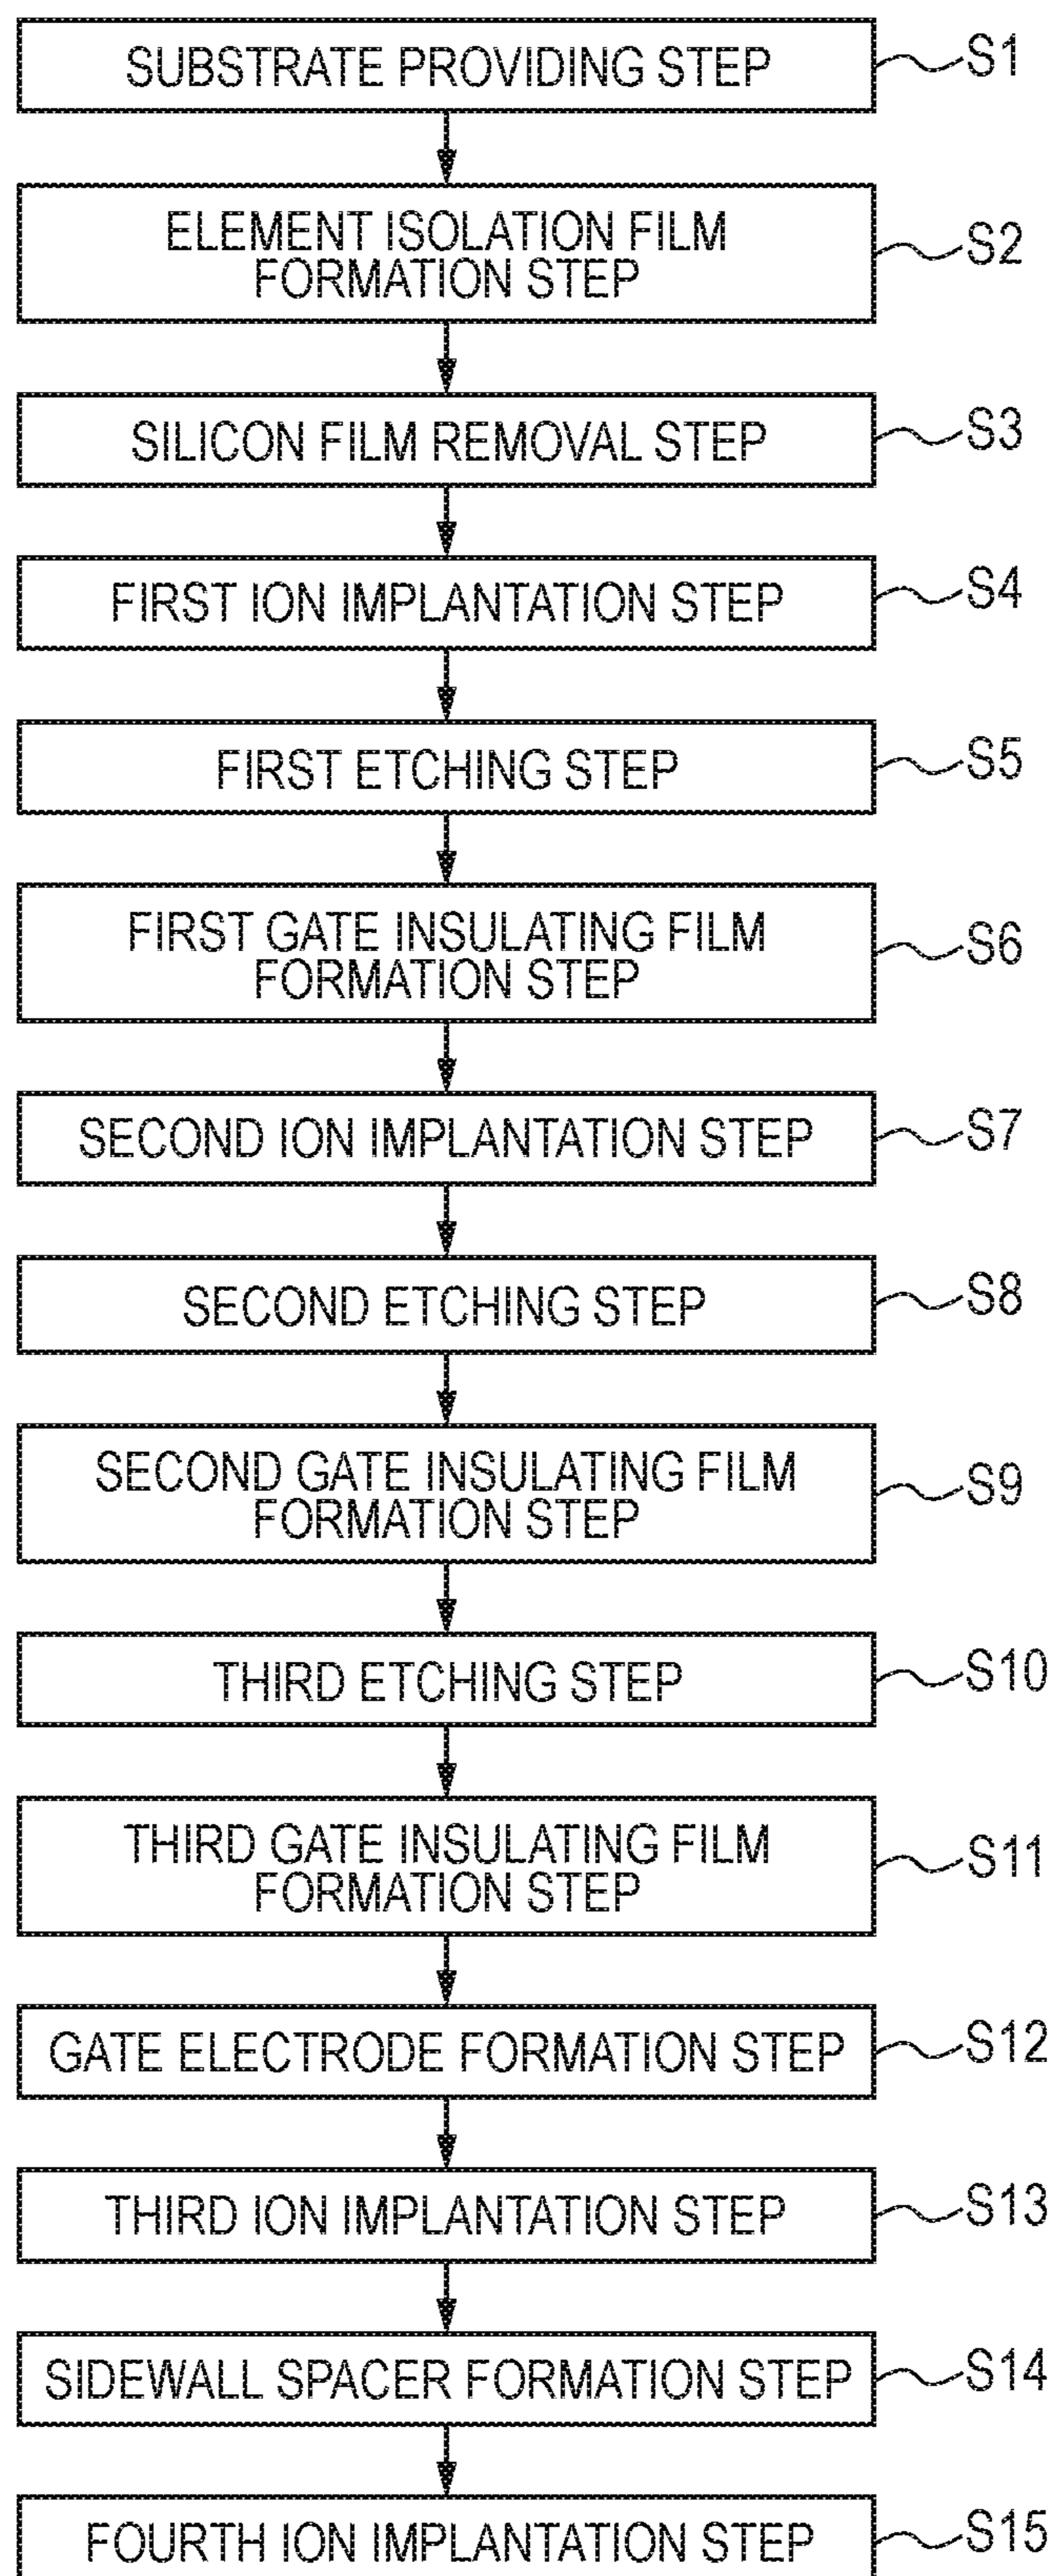 SUBSTRATE PROVIDING STEP S1
ELEMENT ISOLATION FILM
FORMATION STEP S2
SILICON FILM REMOVAL STEP S3
FIRST ION IMPLANTATION STEP S4
FIRST ETCHING STEP S5
FIRST GATE INSULATING FILM
FORMATION STEP S6
SECOND ION IMPLANTATION STEP S7
SECOND ETCHING STEP S8
SECOND GATE INSULATING FILM
FORMATION STEP S9
THIRD ETCHING STEP S10
THIRD GATE INSULATING FILM
FORMATION STEP S11
GATE ELECTRODE FORMATION STEP S12
THIRD ION IMPLANTATION STEP S13
SIDEWALL SPACER FORMATION STEP S14
FOURTH ION IMPLANTATION STEP S15